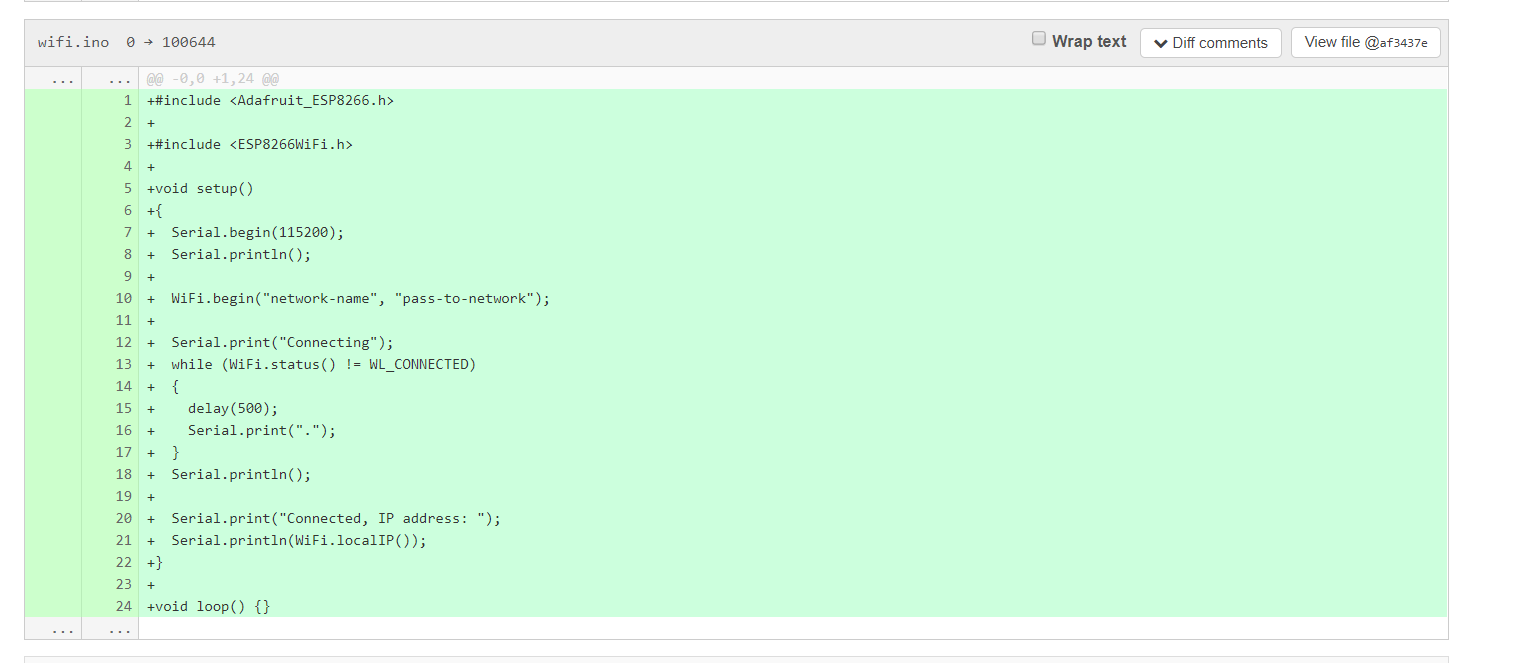 wifi.ino 0 → 100644 Wrap text Diff comments View file @af3437e
... ... @@ -0,0 +1,24 @@
1 +#include <Adafruit_ESP8266.h>
2 +
3 +#include <ESP8266WiFi.h>
4 +
5 +void setup()
6 +{
7 +  Serial.begin(115200);
8 +  Serial.println();
9 +
10 +  WiFi.begin("network-name", "pass-to-network");
11 +
12 +  Serial.print("Connecting");
13 +  while (WiFi.status() != WL_CONNECTED)
14 +  {
15 +    delay(500);
16 +    Serial.print(".");
17 +  }
18 +  Serial.println();
19 +
20 +  Serial.print("Connected, IP address: ");
21 +  Serial.println(WiFi.localIP());
22 +}
23 +
24 +void loop() {}
... ...